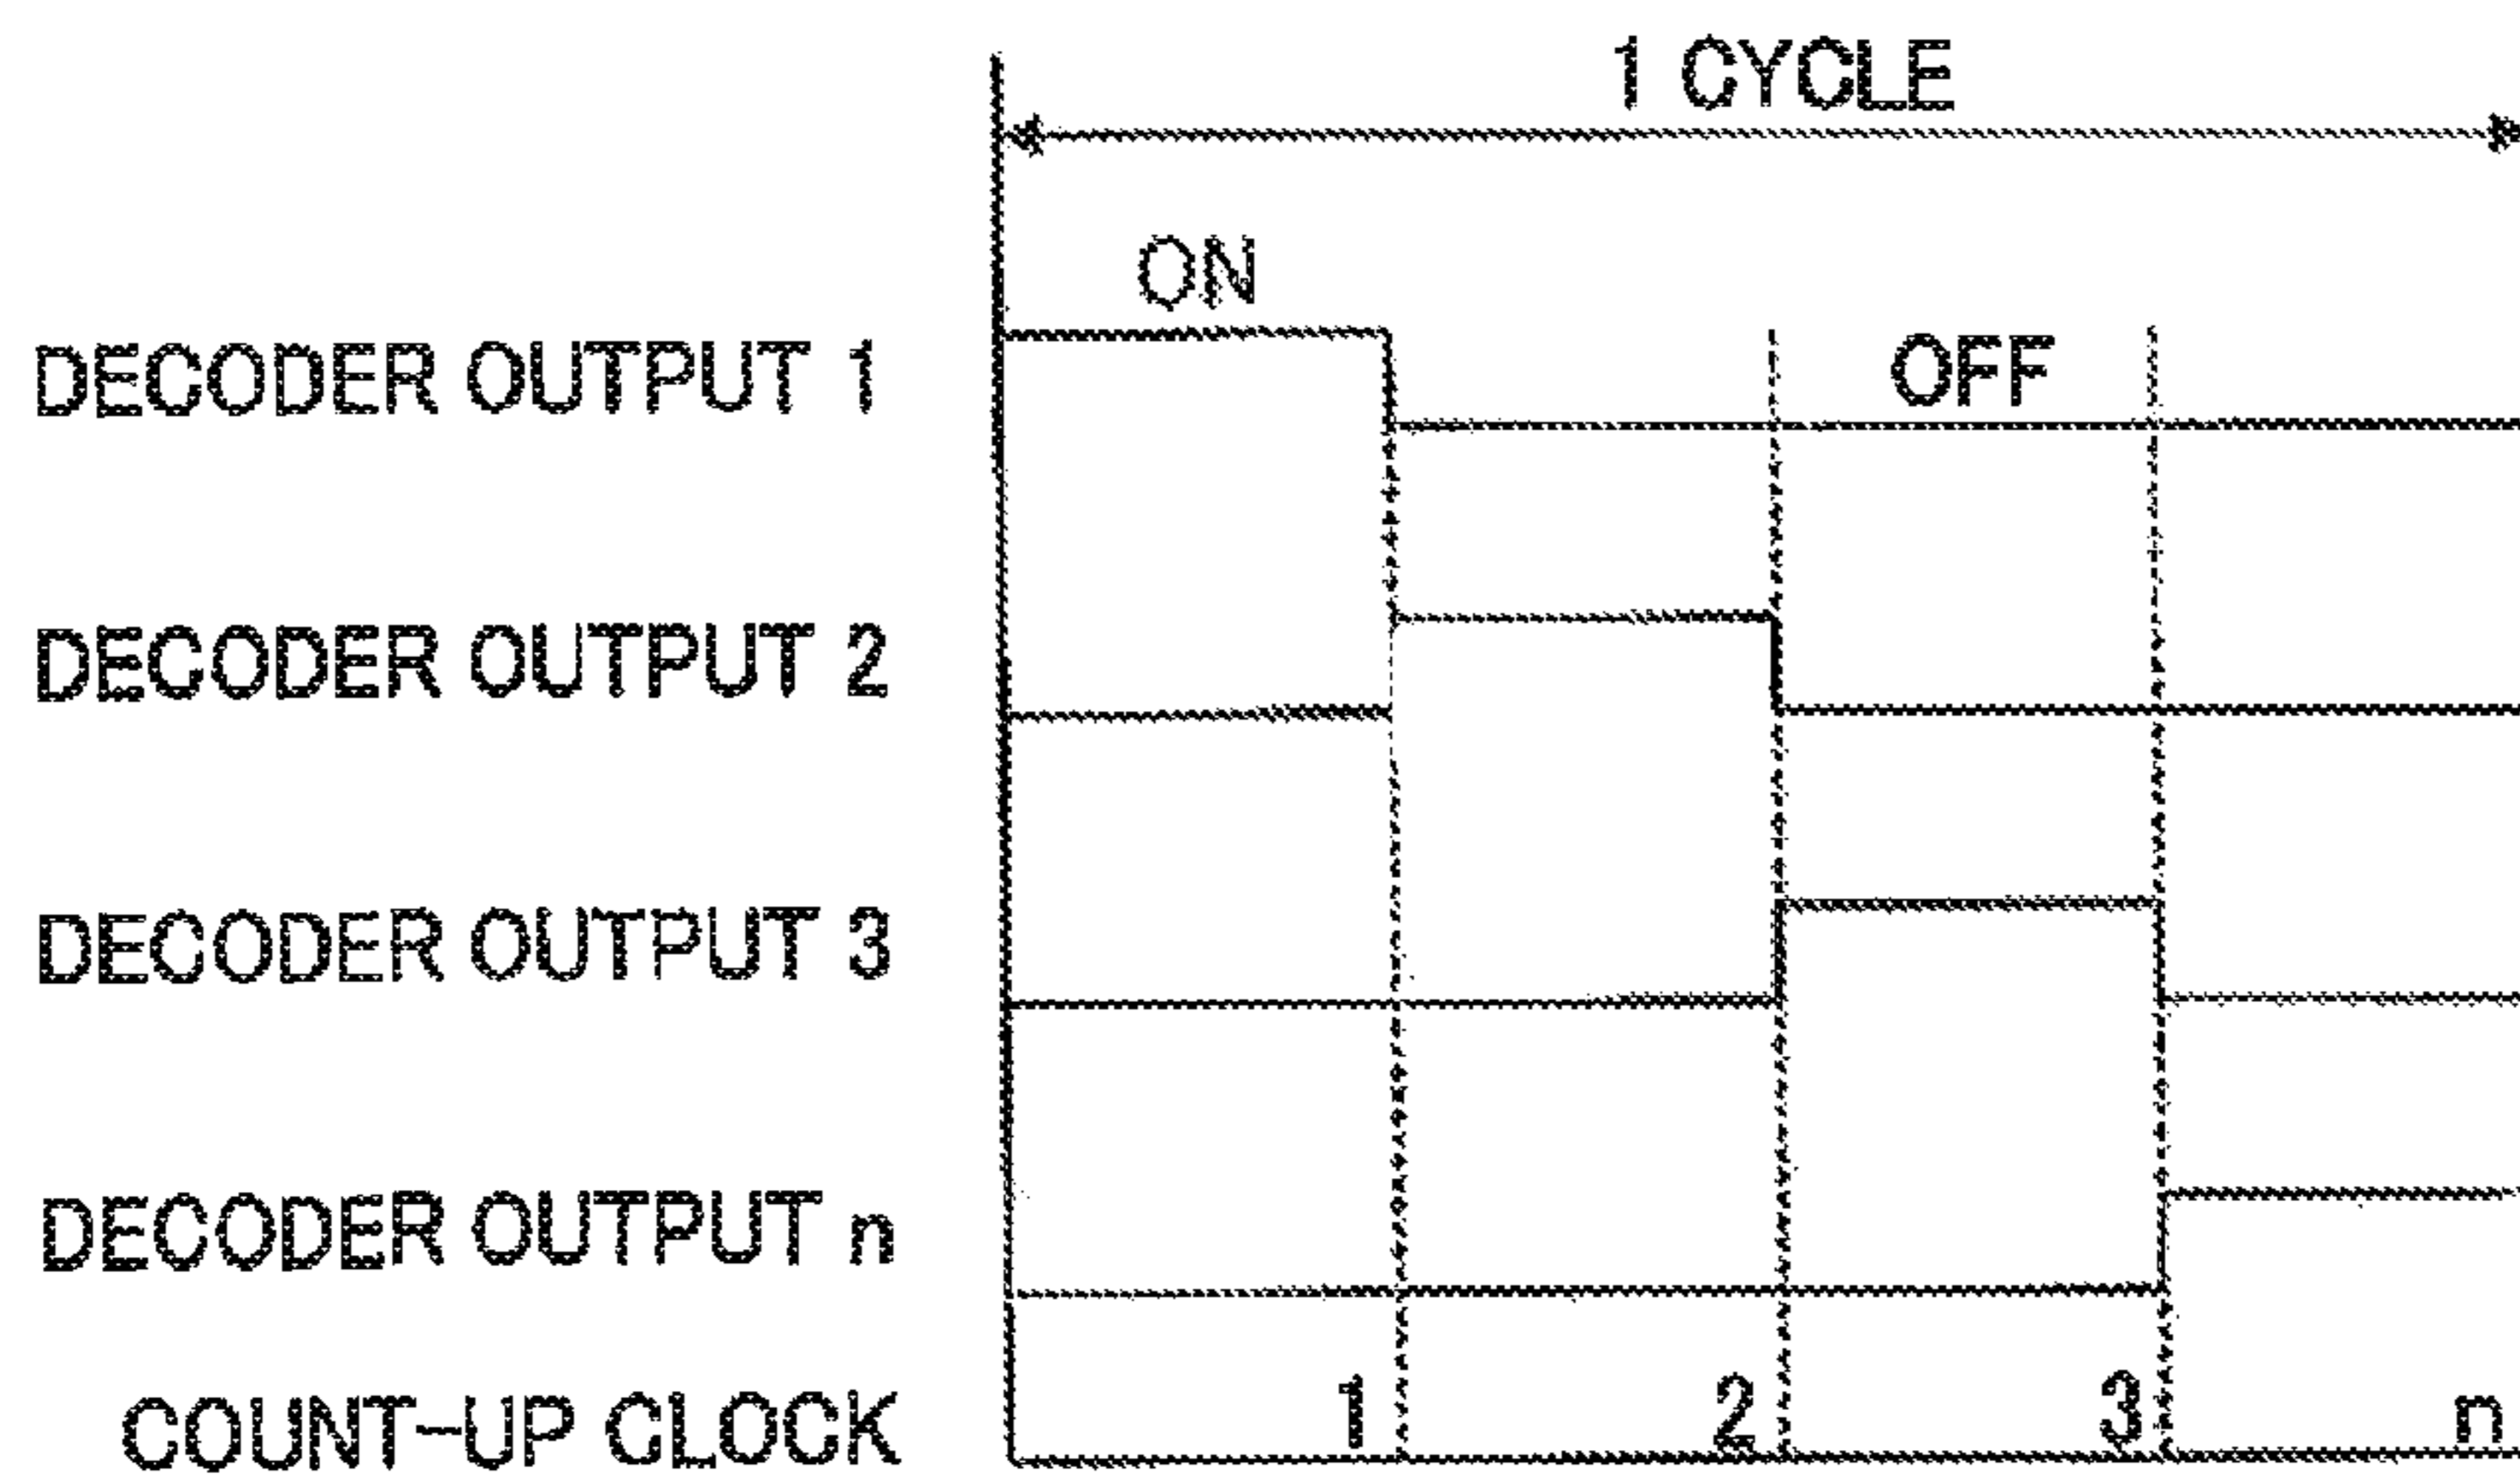 1 CYCLE
ON
DECODER OUTPUT 1
OFF
DECODER OUTPUT 2
DECODER OUTPUT 3
DECODER OUTPUT n
COUNT-UP CLOCK 1 2 3 n